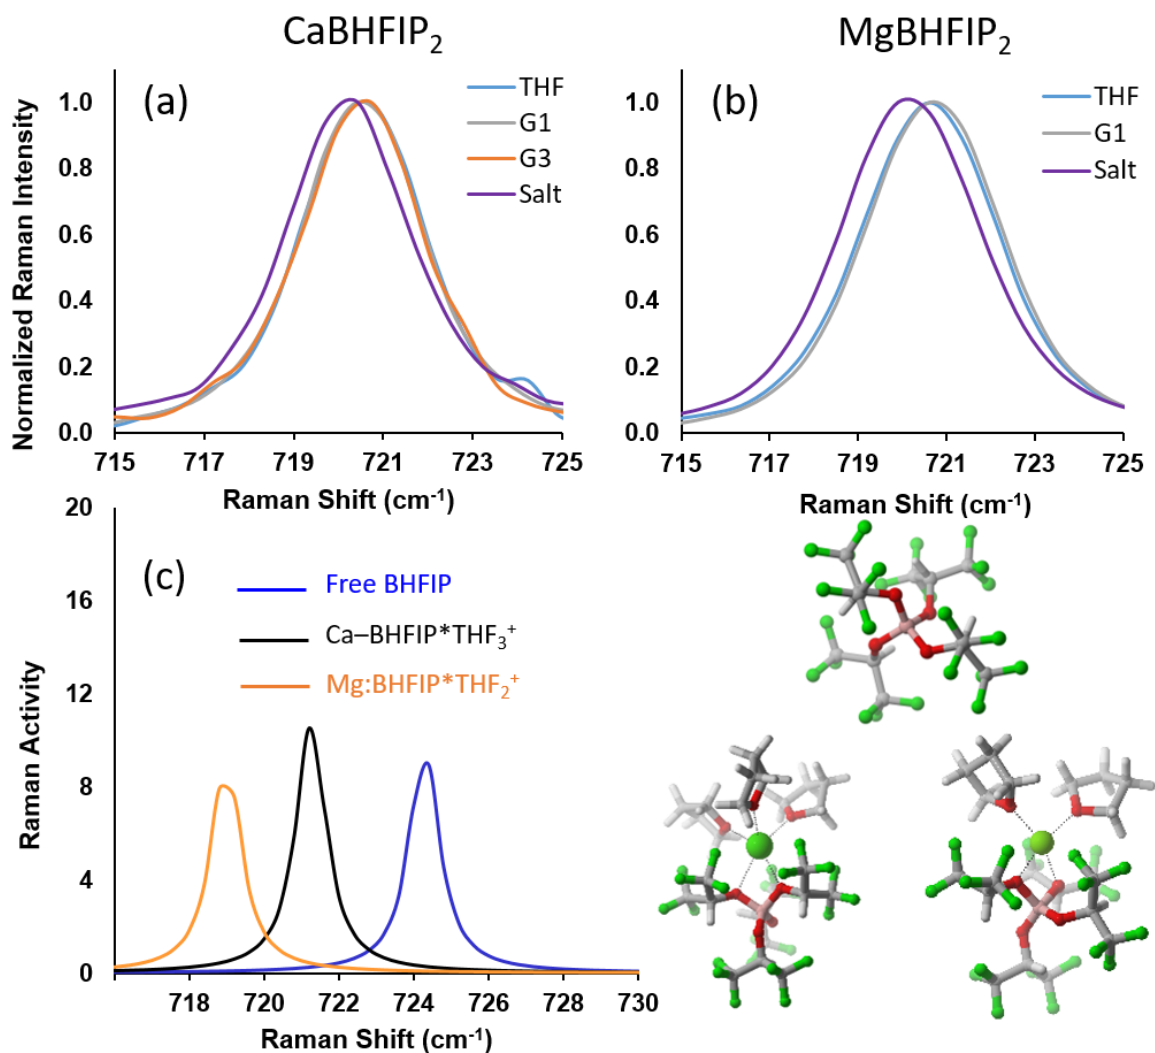 CaBHFIP₂
MgBHFIP₂
(a)
THF
G1
G3
Salt
(b)
THF
G1
Salt
Normalized Raman Intensity
1.0
0.8
0.6
0.4
0.2
0.0
715 717 719 721 723 725
Raman Shift (cm⁻¹)
1.0
0.8
0.6
0.4
0.2
0.0
715 717 719 721 723 725
Raman Shift (cm⁻¹)
(c)
Free BHFIP
Ca–BHFIP*THF₃⁺
Mg:BHFIP*THF₂⁺
Raman Activity
20
16
12
8
4
0
718 720 722 724 726 728 730
Raman Shift (cm⁻¹)